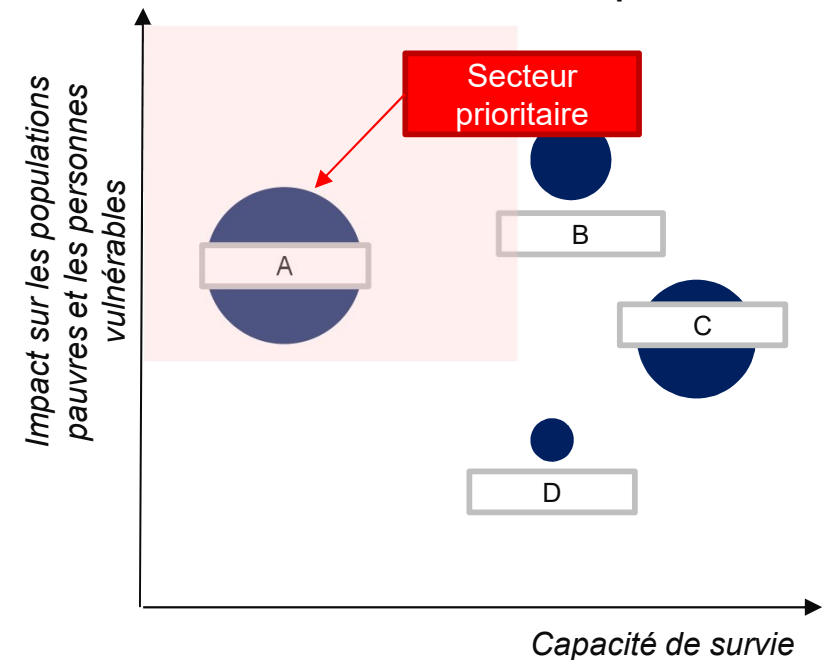 Secteur
prioritaire
Impact sur les populations
pauvres et les personnes
vulnérables
A
B
C
D
Capacité de survie